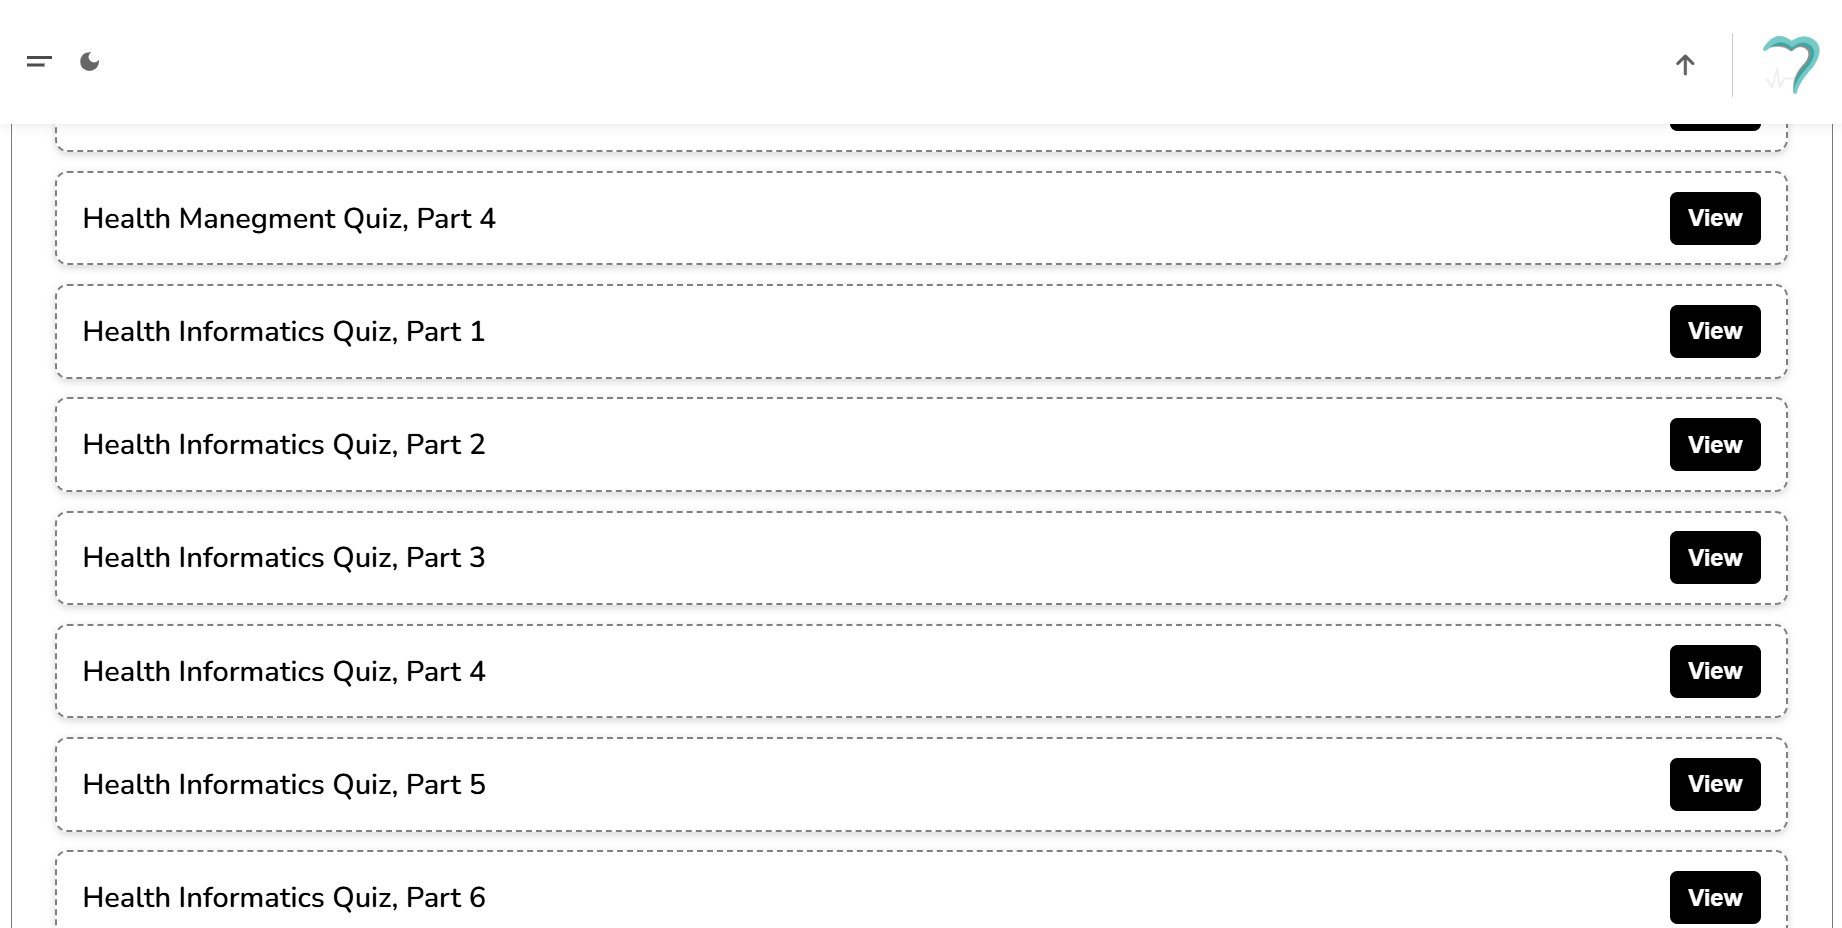 Health Manegment Quiz, Part 4
View
Health Informatics Quiz, Part 1
View
Health Informatics Quiz, Part 2
View
Health Informatics Quiz, Part 3
View
Health Informatics Quiz, Part 4
View
Health Informatics Quiz, Part 5
View
Health Informatics Quiz, Part 6
View